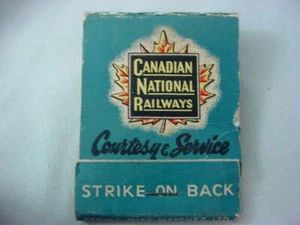 CANADIAN
NATIONAL
RAILWAYS
Courtesy & Service
STRIKE ON BACK